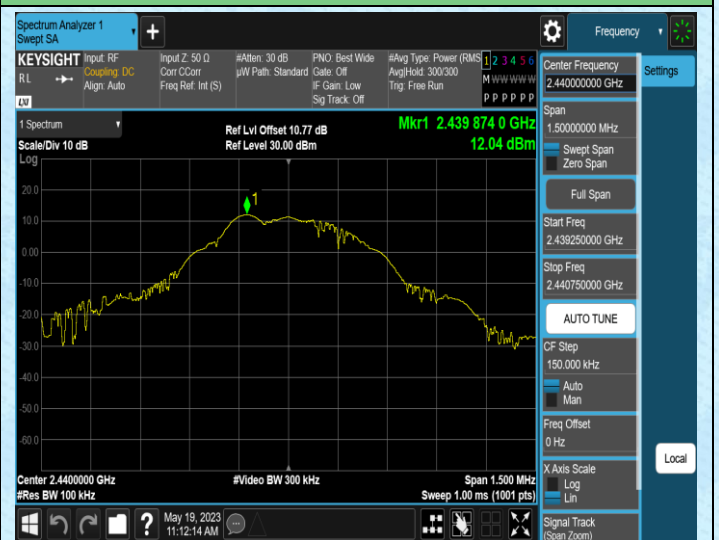 Spectrum Analyzer 1
Swept SA
+
Frequency
KEYSIGHT
RL
LXI
Input: RF
Coupling: DC
Align: Auto
Input Z: 50 Ω
Corr CCorr
Freq Ref: Int (S)
#Atten: 30 dB
µW Path: Standard
PNO: Best Wide
Gate: Off
IF Gain: Low
Sig Track: Off
#Avg Type: Power (RMS
Avg|Hold: 300/300
Trig: Free Run
1 2 3 4 5 6
M W W W W W
P P P P P P
1 Spectrum
Scale/Div 10 dB
Log
Ref Lvl Offset 10.77 dB
Ref Level 30.00 dBm
Mkr1 2.439 874 0 GHz
12.04 dBm
1
20.0
10.0
0.00
-10.0
-20.0
-30.0
-40.0
-50.0
-60.0
Center 2.4400000 GHz
#Res BW 100 kHz
#Video BW 300 kHz
Span 1.500 MHz
Sweep 1.00 ms (1001 pts)
?
May 19, 2023
11:12:14 AM
Center Frequency
2.440000000 GHz
Span
1.50000000 MHz
Swept Span
Zero Span
Full Span
Start Freq
2.439250000 GHz
Stop Freq
2.440750000 GHz
AUTO TUNE
CF Step
150.000 kHz
Auto
Man
Freq Offset
0 Hz
X Axis Scale
Log
Lin
Signal Track
(Span Zoom)
Settings
Local